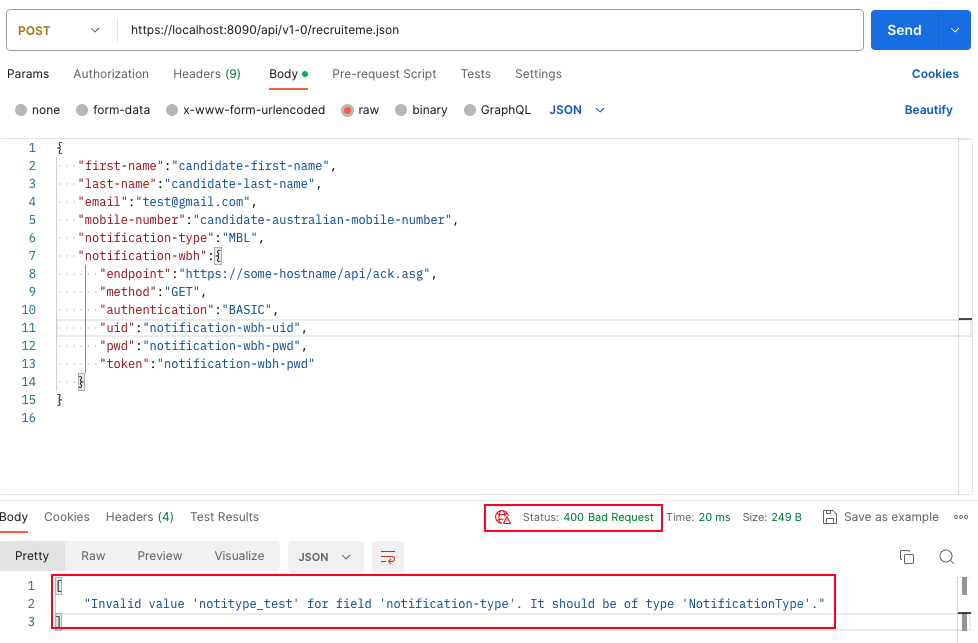 POST https://localhost:8090/api/v1-0/recruiteme.json Send
Params Authorization Headers (9) Body Pre-request Script Tests Settings Cookies
none form-data x-www-form-urlencoded raw binary GraphQL JSON Beautify
1 {
2 "first-name":"candidate-first-name",
3 "last-name":"candidate-last-name",
4 "email":"test@gmail.com",
5 "mobile-number":"candidate-australian-mobile-number",
6 "notification-type":"MBL",
7 "notification-wbh":{
8 "endpoint":"https://some-hostname/api/ack.asg",
9 "method":"GET",
10 "authentication":"BASIC",
11 "uid":"notification-wbh-uid",
12 "pwd":"notification-wbh-pwd",
13 "token":"notification-wbh-pwd"
14 }
15 }
16
Body Cookies Headers (4) Test Results Status: 400 Bad Request Time: 20 ms Size: 249 B Save as example
Pretty Raw Preview Visualize JSON
1 [
2 "Invalid value 'notitype_test' for field 'notification-type'. It should be of type 'NotificationType'."
3 ]